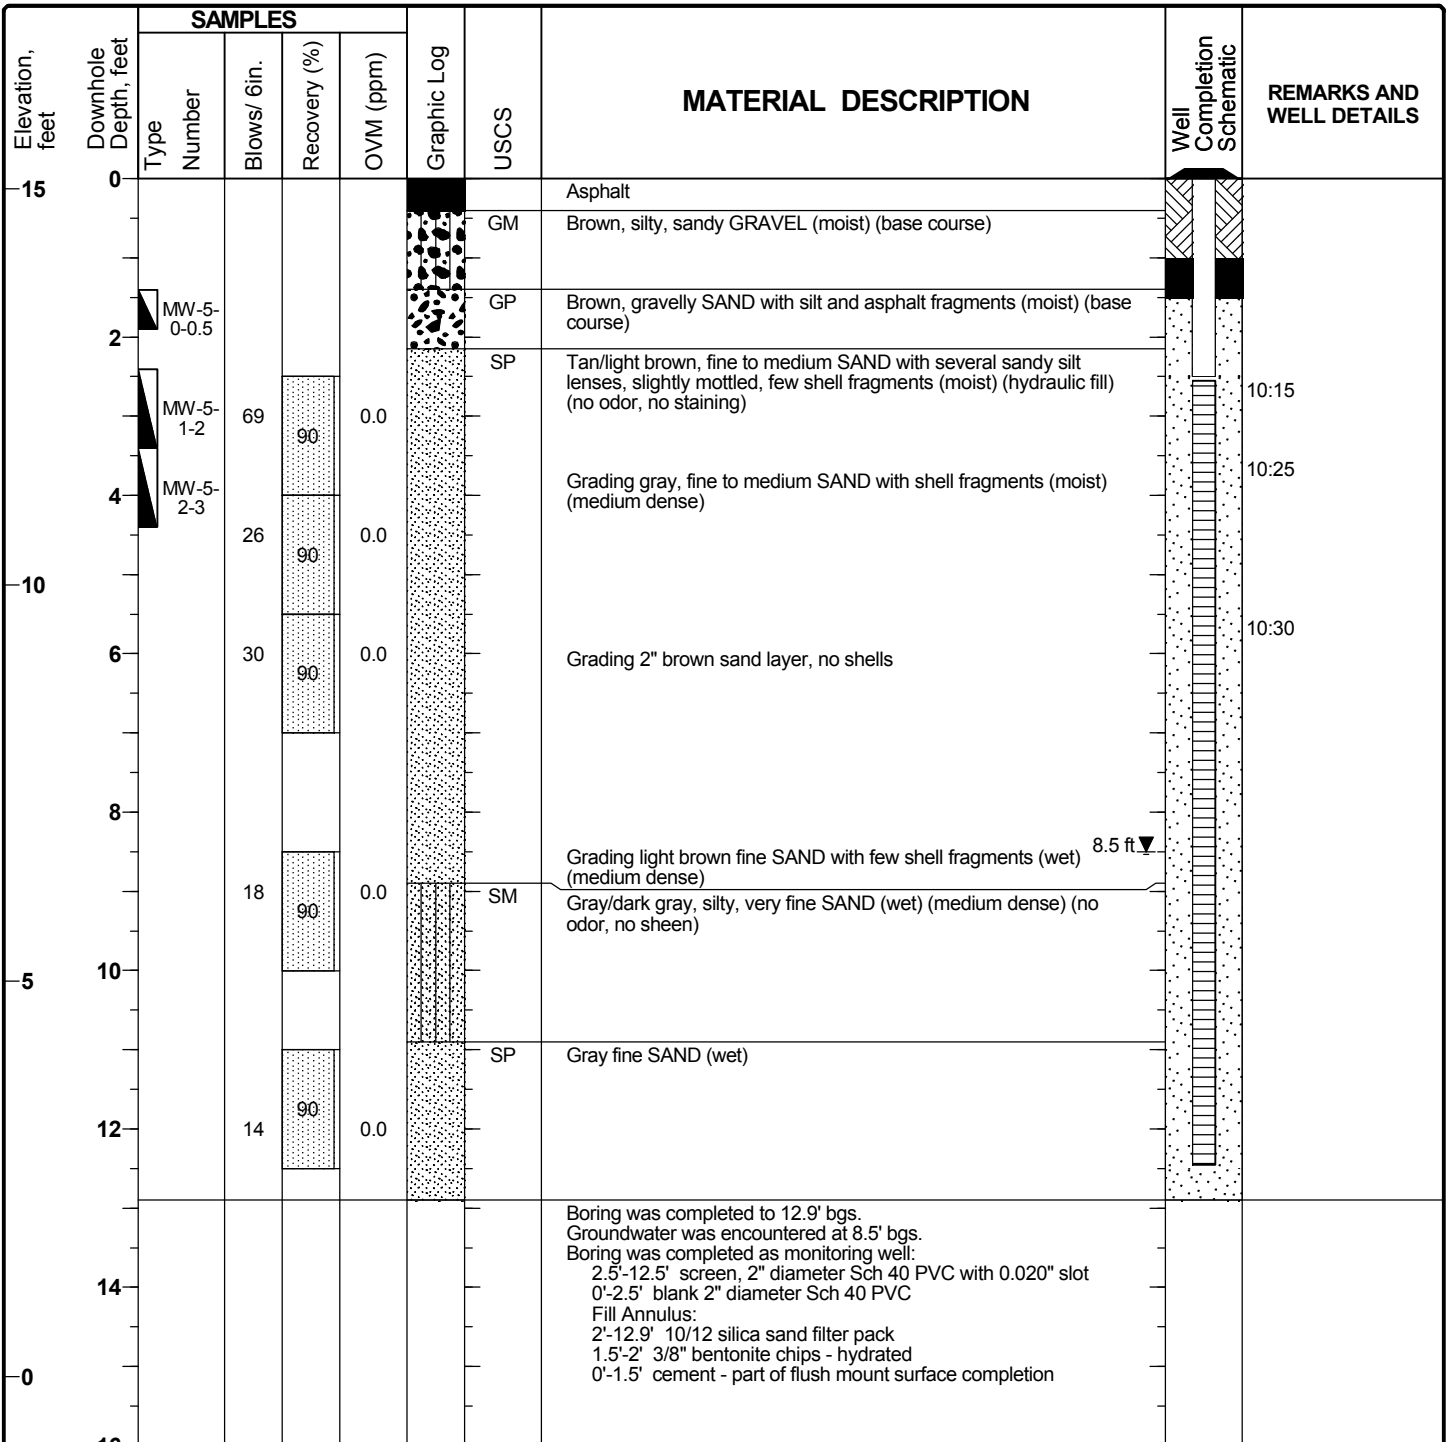 SAMPLES
Elevation,
feet
Downhole
Depth, feet
Type
Number
Blows/ 6in.
Recovery (%)
OVM (ppm)
Graphic Log
USCS
MATERIAL DESCRIPTION
Well
Completion
Schematic
REMARKS AND
WELL DETAILS
0
15
Asphalt
GM
Brown, silty, sandy GRAVEL (moist) (base course)
MW-5-
0-0.5
GP
Brown, gravelly SAND with silt and asphalt fragments (moist) (base
course)
2
SP
Tan/light brown, fine to medium SAND with several sandy silt
lenses, slightly mottled, few shell fragments (moist) (hydraulic fill)
(no odor, no staining)
10:15
MW-5-
1-2
69
90
0.0
10:25
MW-5-
2-3
4
Grading gray, fine to medium SAND with shell fragments (moist)
(medium dense)
26
90
0.0
10
10:30
6
30
90
0.0
Grading 2" brown sand layer, no shells
8
8.5 ft
Grading light brown fine SAND with few shell fragments (wet)
(medium dense)
18
90
0.0
SM
Gray/dark gray, silty, very fine SAND (wet) (medium dense) (no
odor, no sheen)
10
5
SP
Gray fine SAND (wet)
90
12
14
0.0
Boring was completed to 12.9' bgs.
Groundwater was encountered at 8.5' bgs.
Boring was completed as monitoring well:
2.5'-12.5' screen, 2" diameter Sch 40 PVC with 0.020" slot
14
0'-2.5' blank 2" diameter Sch 40 PVC
Fill Annulus:
2'-12.9' 10/12 silica sand filter pack
1.5'-2' 3/8" bentonite chips - hydrated
0'-1.5' cement - part of flush mount surface completion
0